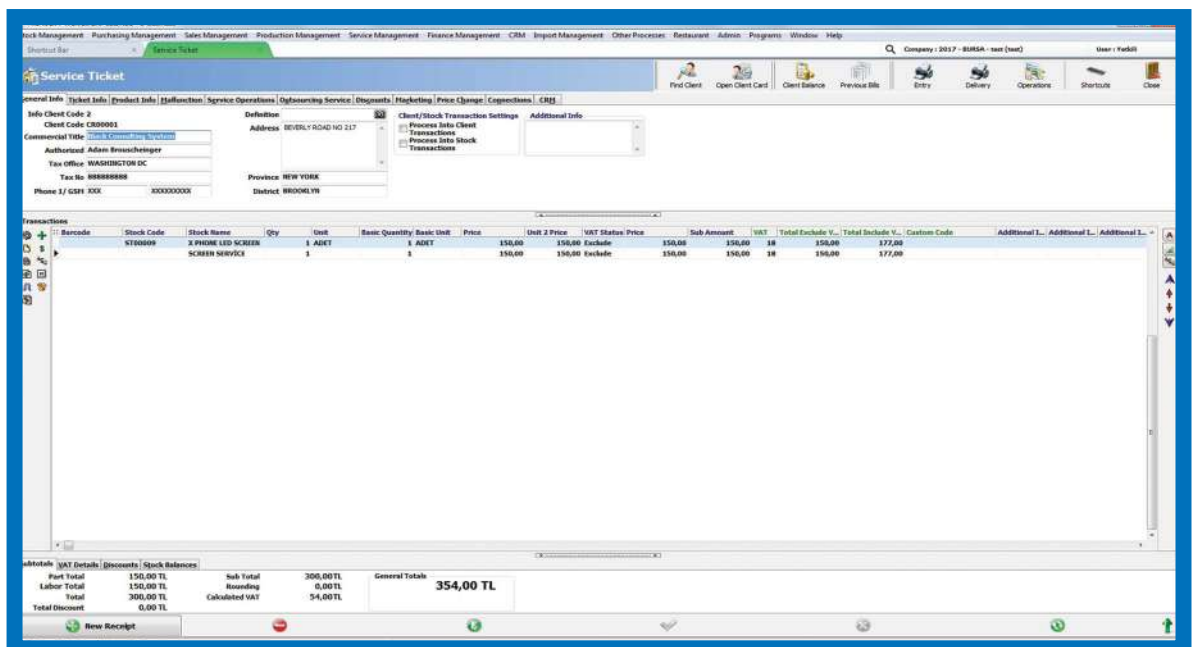 tock Management Purchasing Management Sales Management Production Management Service Management Finance Management CRM Import Management Other Processes Restaurant Admin Programs Window Help
Shortcut Bar Service Ticket Company : 2017 - BURSA - test (test) User : Yetkili
Service Ticket
Find Client Open Client Card Client Balance Previous Bills Entry Delivery Operations Shortcuts Close
General Info Ticket Info Product Info Malfunction Service Operations Outsourcing Service Discounts Marketing Price Change Connections CRM
Info Client Code 2 Definition Client/Stock Transaction Settings Additional Info
Client Code CR00001 Address BEVERLY ROAD NO 217 Process Into Client Transactions
Commercial Title Black Consulting System Process Into Stock Transactions
Authorized Adam Brouscheinger
Tax Office WASHINGTON DC
Tax No 888888888 Province NEW YORK
Phone 1/ GSM XXX XXXXXXXXX District BROOKLYN
Transactions
Barcode Stock Code Stock Name Qty Unit Basic Quantity Basic Unit Price Unit 2 Price VAT Status Price Sub Amount VAT Total Exclude V... Total Include V... Custom Code Additional I... Additional I... Additional I...
ST00009 X PHONE LED SCREEN 1 ADET 1 ADET 150,00 150,00 Exclude 150,00 150,00 18 150,00 177,00
SCREEN SERVİCE 1 1 150,00 150,00 Exclude 150,00 150,00 18 150,00 177,00
ubtotals VAT Details Discounts Stock Balances
Part Total 150,00 TL Sub Total 300,00TL General Totals
Labor Total 150,00 TL Rounding 0,00TL 354,00 TL
Total 300,00 TL Calculated VAT 54,00TL
Total Discount 0,00 TL
New Receipt